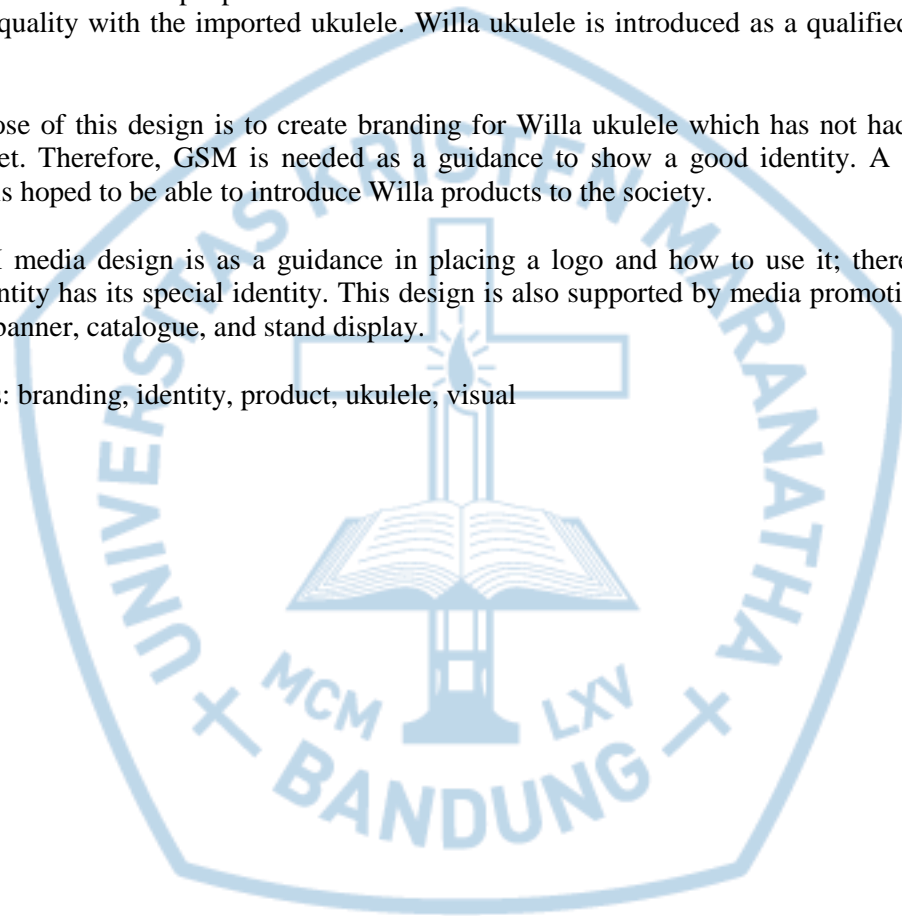 quality with the imported ukulele. Willa ukulele is introduced as a qualified
ose of this design is to create branding for Willa ukulele which has not had
et. Therefore, GSM is needed as a guidance to show a good identity. A
s hoped to be able to introduce Willa products to the society.
media design is as a guidance in placing a logo and how to use it; there
ntity has its special identity. This design is also supported by media promoti
banner, catalogue, and stand display.
: branding, identity, product, ukulele, visual
UNIVERSITAS KRISTEN MARANATHA
MCM LXV
BANDUNG